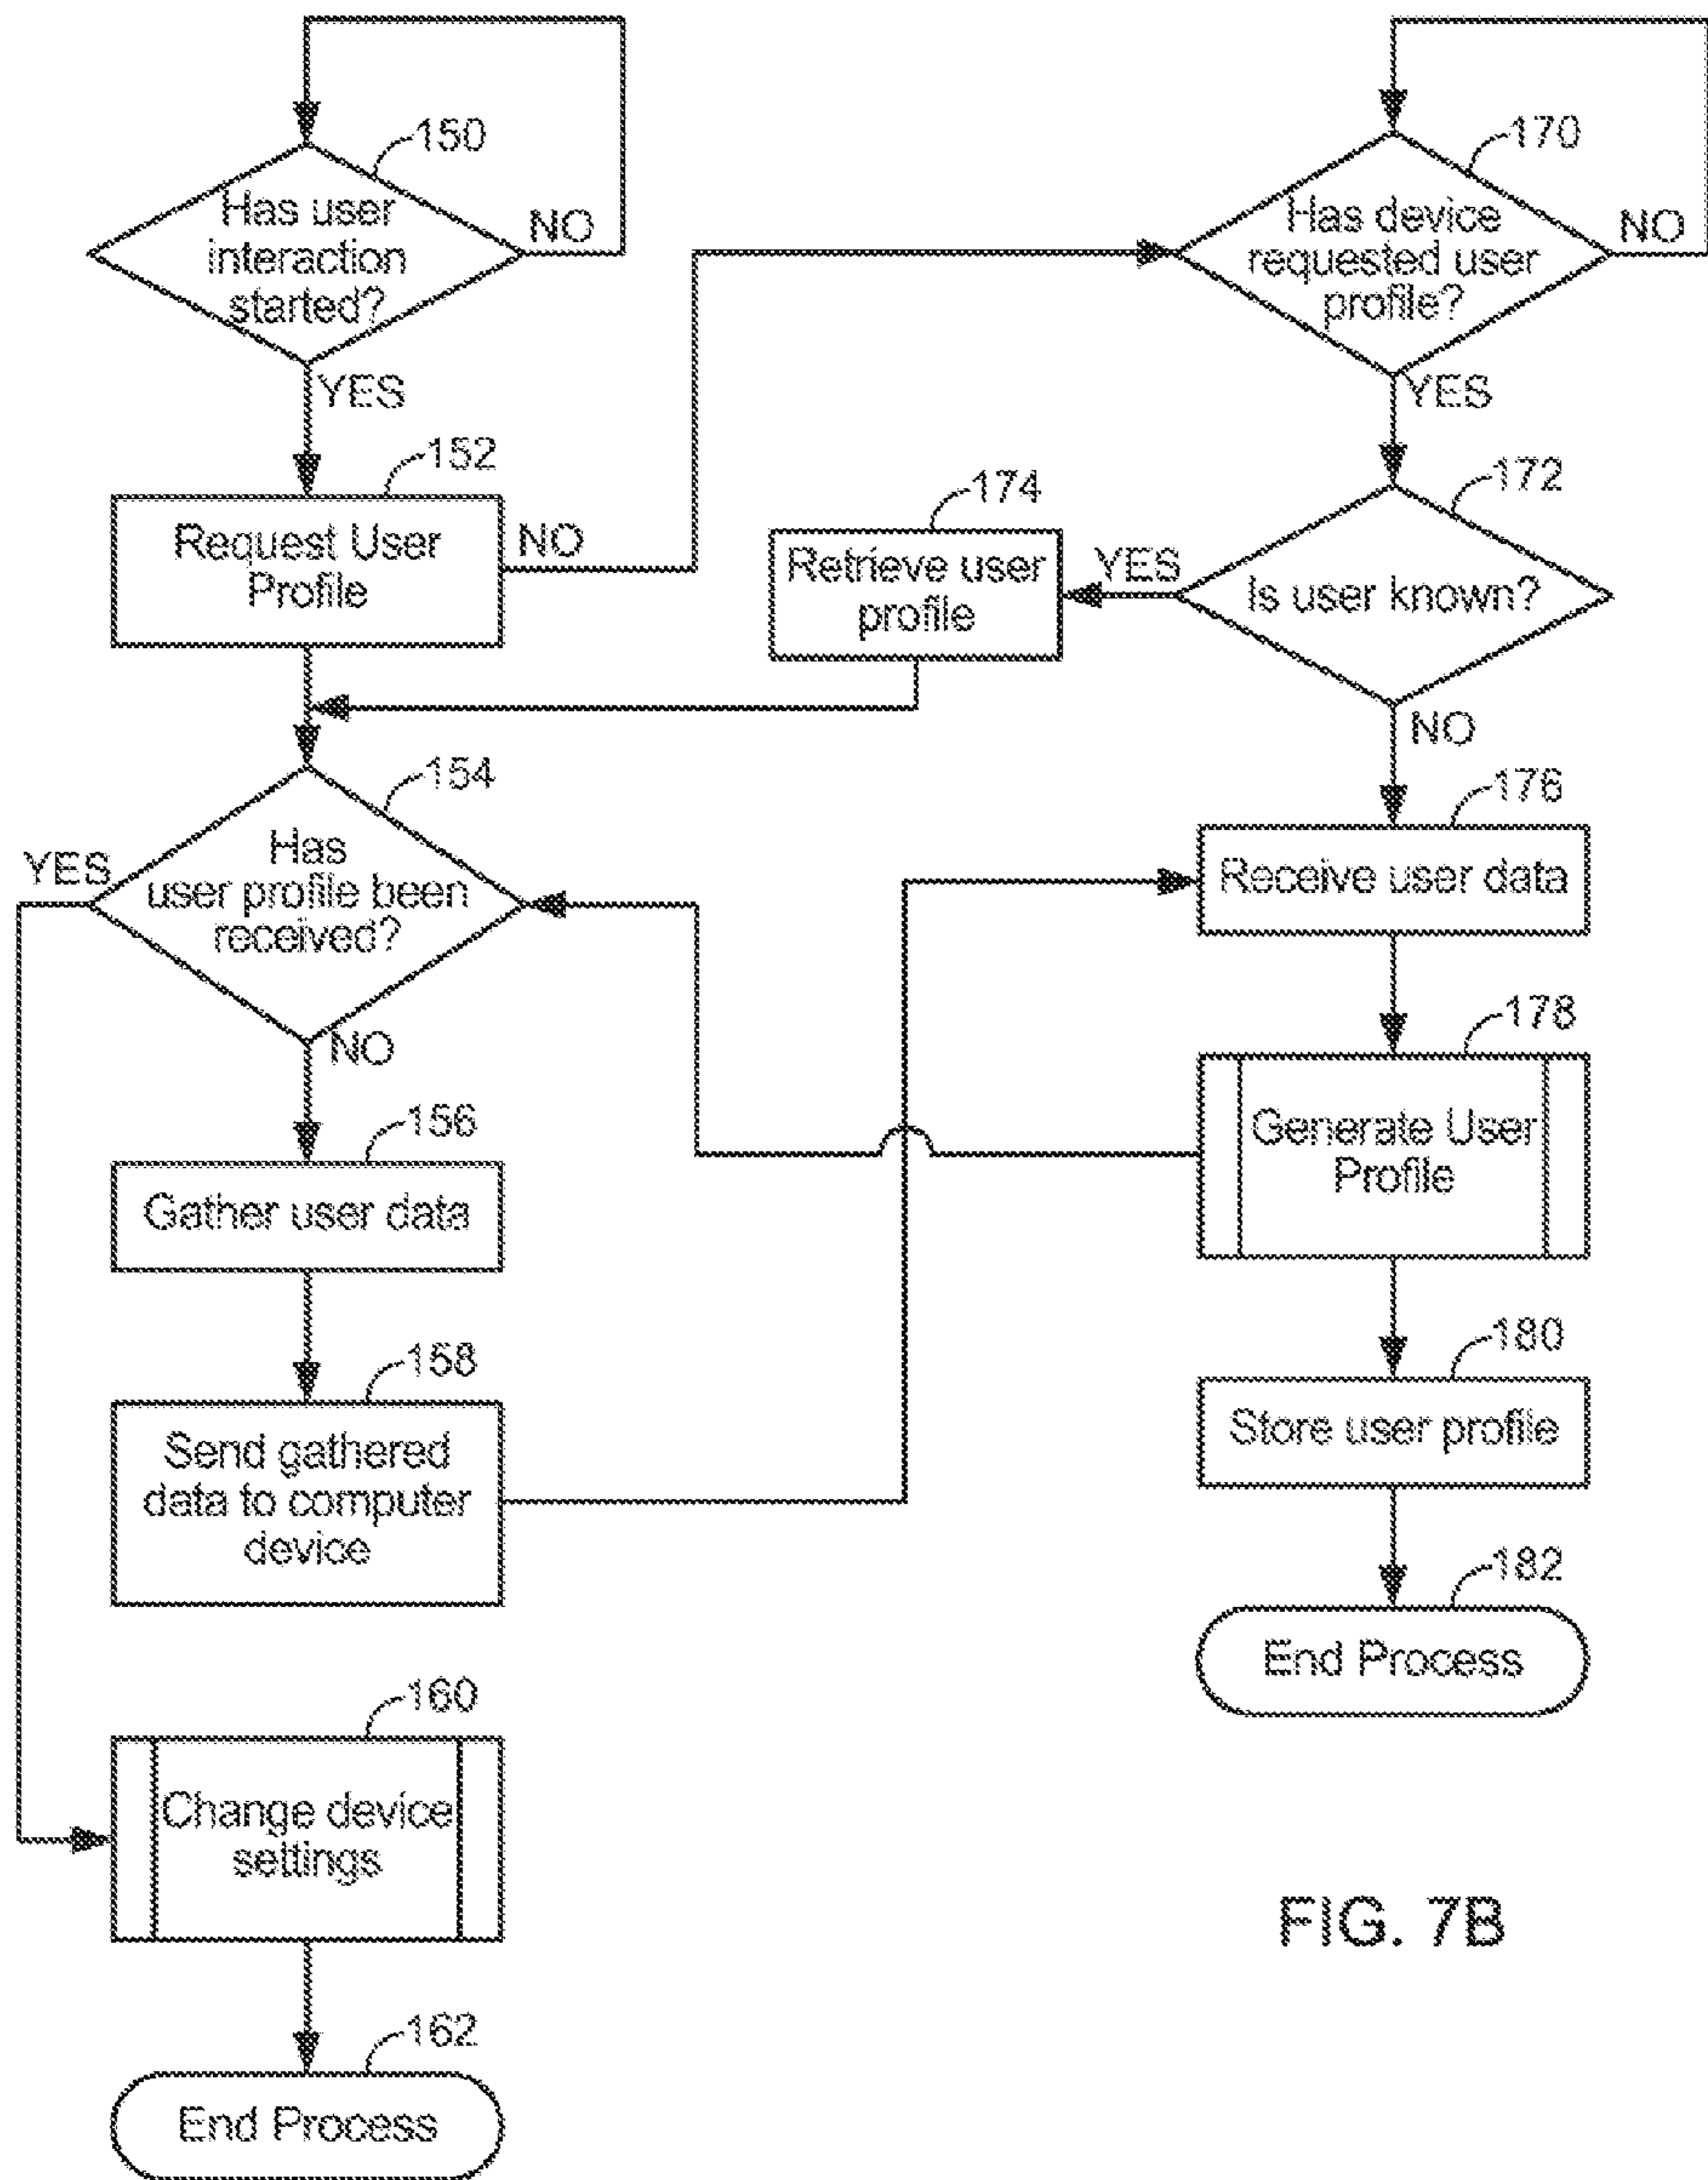 150
Has user
interaction
started?
NO
YES
152
Request User
Profile
NO
154
Has
user profile been
received?
YES
NO
156
Gather user data
158
Send gathered
data to computer
device
160
Change device
settings
162
End Process
170
Has device
requested user
profile?
NO
YES
172
Is user known?
YES
NO
174
Retrieve user
profile
176
Receive user data
178
Generate User
Profile
180
Store user profile
182
End Process
FIG. 7B